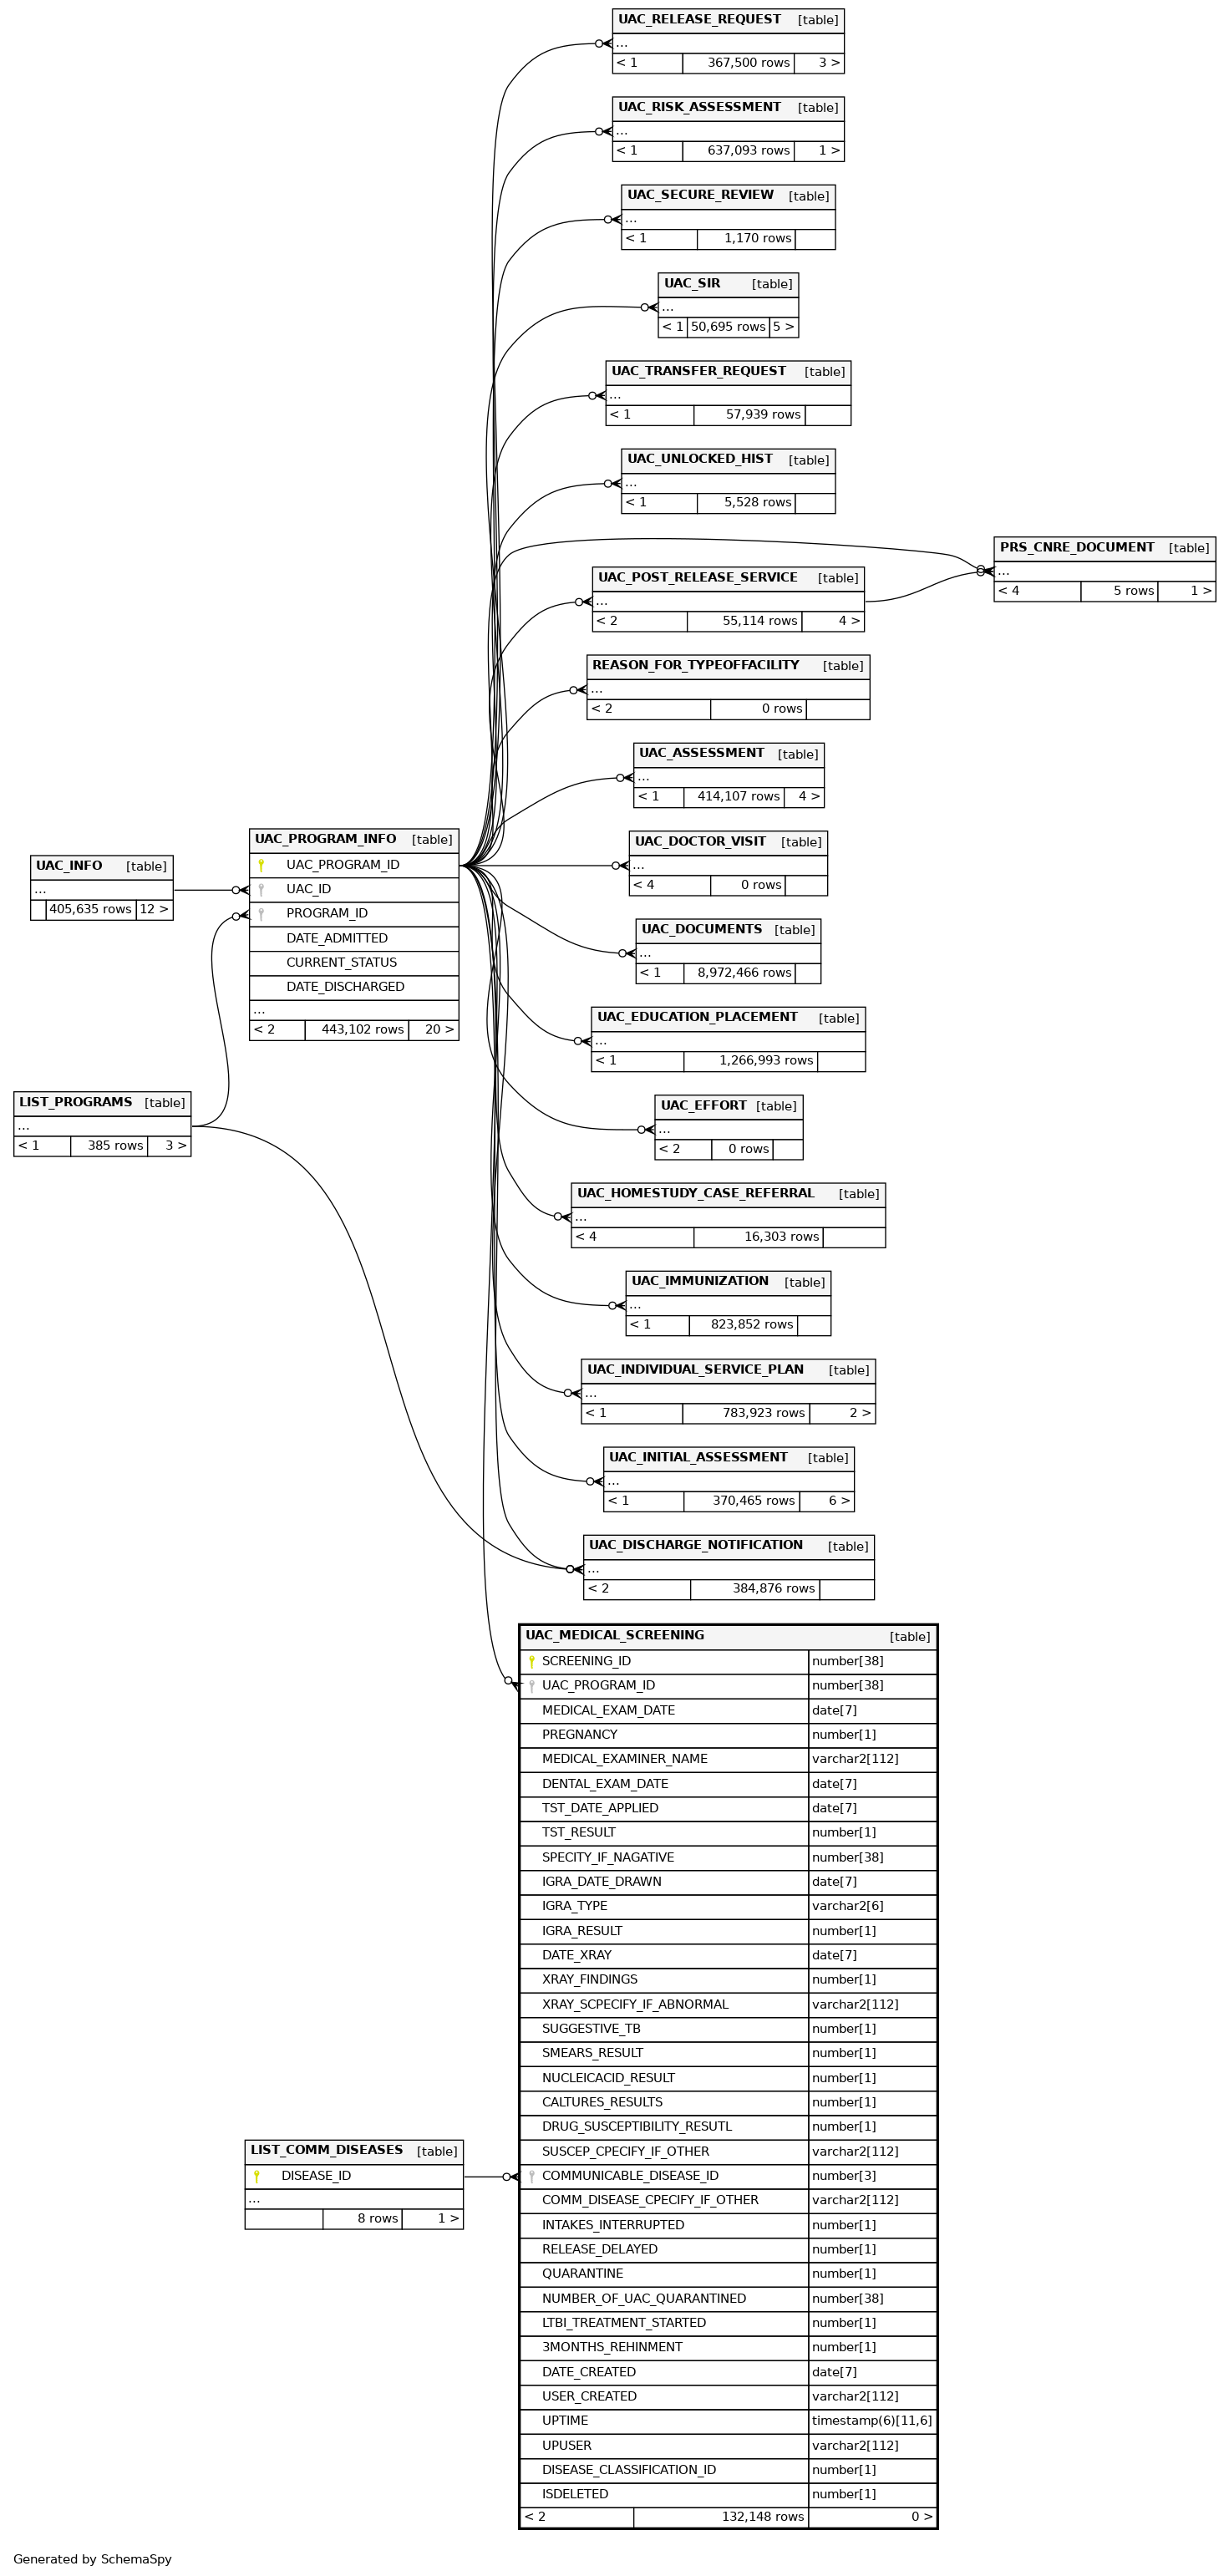 UAC_RELEASE_REQUEST [table]
...
< 1 367,500 rows 3 >
UAC_RISK_ASSESSMENT [table]
...
< 1 637,093 rows 1 >
UAC_SECURE_REVIEW [table]
...
< 1 1,170 rows
UAC_SIR [table]
...
< 1 50,695 rows 5 >
UAC_TRANSFER_REQUEST [table]
...
< 1 57,939 rows
UAC_UNLOCKED_HIST [table]
...
< 1 5,528 rows
PRS_CNRE_DOCUMENT [table]
...
< 4 5 rows 1 >
UAC_POST_RELEASE_SERVICE [table]
...
< 2 55,114 rows 4 >
REASON_FOR_TYPEOFFACILITY [table]
...
< 2 0 rows
UAC_ASSESSMENT [table]
...
< 1 414,107 rows 4 >
UAC_DOCTOR_VISIT [table]
...
< 4 0 rows
UAC_INFO [table]
...
405,635 rows 12 >
UAC_PROGRAM_INFO [table]
UAC_PROGRAM_ID
UAC_ID
PROGRAM_ID
DATE_ADMITTED
CURRENT_STATUS
DATE_DISCHARGED
...
< 2 443,102 rows 20 >
UAC_DOCUMENTS [table]
...
< 1 8,972,466 rows
UAC_EDUCATION_PLACEMENT [table]
...
< 1 1,266,993 rows
LIST_PROGRAMS [table]
...
< 1 385 rows 3 >
UAC_EFFORT [table]
...
< 2 0 rows
UAC_HOMESTUDY_CASE_REFERRAL [table]
...
< 4 16,303 rows
UAC_IMMUNIZATION [table]
...
< 1 823,852 rows
UAC_INDIVIDUAL_SERVICE_PLAN [table]
...
< 1 783,923 rows 2 >
UAC_INITIAL_ASSESSMENT [table]
...
< 1 370,465 rows 6 >
UAC_DISCHARGE_NOTIFICATION [table]
...
< 2 384,876 rows
UAC_MEDICAL_SCREENING [table]
SCREENING_ID number[38]
UAC_PROGRAM_ID number[38]
MEDICAL_EXAM_DATE date[7]
PREGNANCY number[1]
MEDICAL_EXAMINER_NAME varchar2[112]
DENTAL_EXAM_DATE date[7]
TST_DATE_APPLIED date[7]
TST_RESULT number[1]
SPECITY_IF_NAGATIVE number[38]
IGRA_DATE_DRAWN date[7]
IGRA_TYPE varchar2[6]
IGRA_RESULT number[1]
DATE_XRAY date[7]
XRAY_FINDINGS number[1]
XRAY_SCPECIFY_IF_ABNORMAL varchar2[112]
SUGGESTIVE_TB number[1]
SMEARS_RESULT number[1]
NUCLEICACID_RESULT number[1]
CALTURES_RESULTS number[1]
DRUG_SUSCEPTIBILITY_RESUTL number[1]
SUSCEP_CPECIFY_IF_OTHER varchar2[112]
COMMUNICABLE_DISEASE_ID number[3]
COMM_DISEASE_CPECIFY_IF_OTHER varchar2[112]
INTAKES_INTERRUPTED number[1]
RELEASE_DELAYED number[1]
QUARANTINE number[1]
NUMBER_OF_UAC_QUARANTINED number[38]
LTBI_TREATMENT_STARTED number[1]
3MONTHS_REHINMENT number[1]
DATE_CREATED date[7]
USER_CREATED varchar2[112]
UPTIME timestamp(6)[11,6]
UPUSER varchar2[112]
DISEASE_CLASSIFICATION_ID number[1]
ISDELETED number[1]
< 2 132,148 rows 0 >
LIST_COMM_DISEASES [table]
DISEASE_ID
...
8 rows 1 >
Generated by SchemaSpy